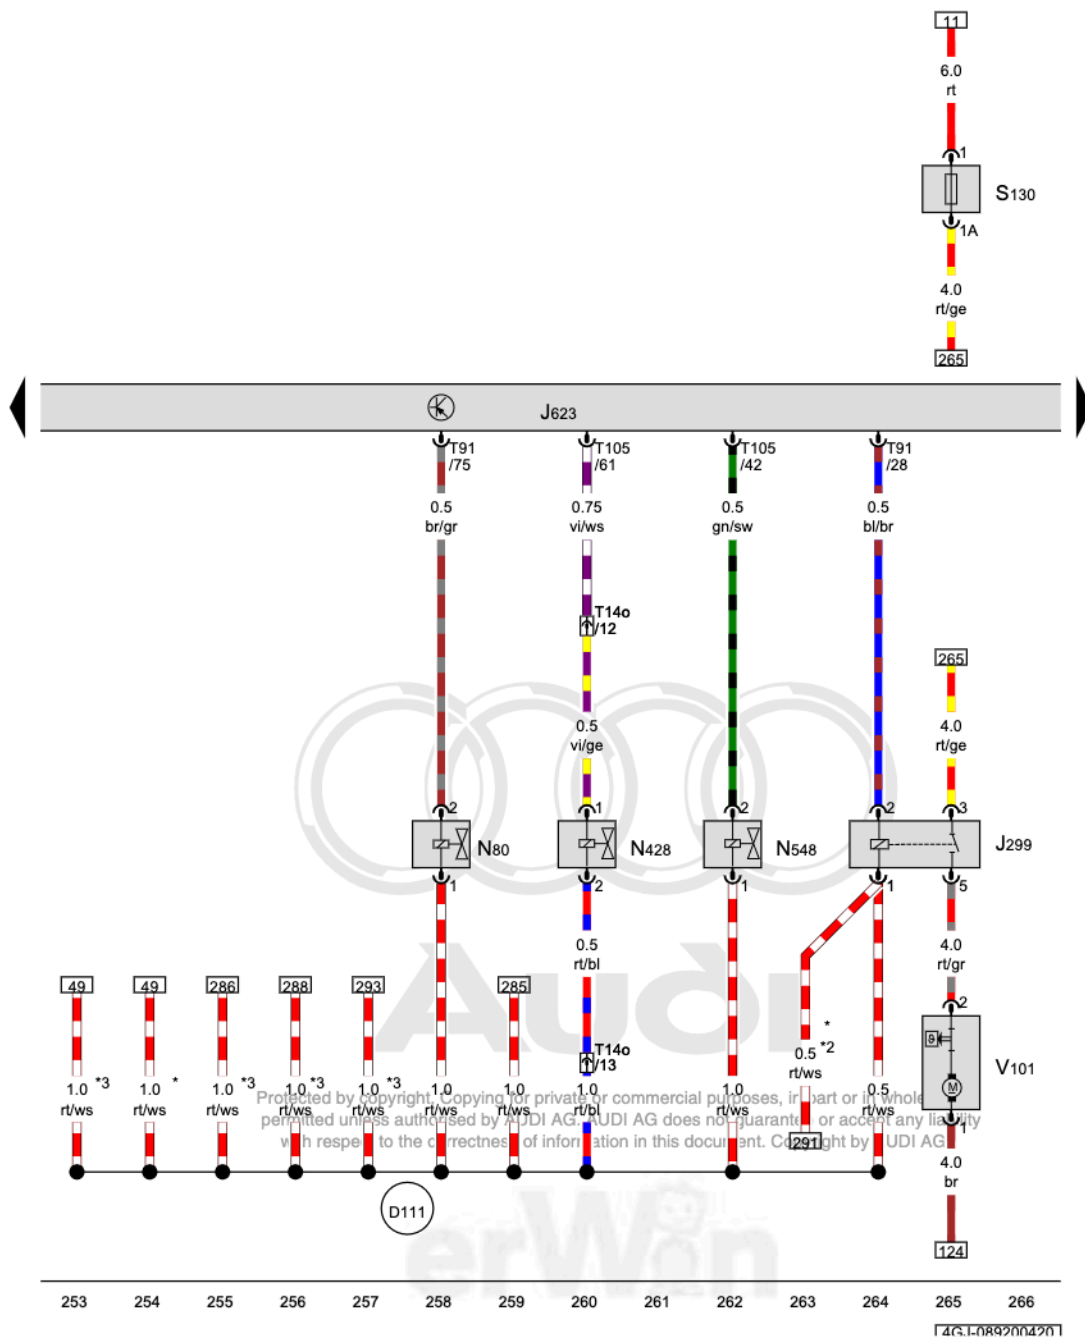 11
6.0
rt
1
S130
1A
4.0
rt/ge
265
J623
T91
/75
T105
/61
T105
/42
T91
/28
0.5
br/gr
0.75
vi/ws
0.5
gn/sw
0.5
bl/br
T14o
/12
265
0.5
vi/ge
4.0
rt/ge
2
1
2
2
3
N80
N428
N548
J299
1
2
1
1
5
0.5
rt/bl
4.0
rt/gr
Audi
49
49
286
288
293
285
2
*
0.5 *2
rt/ws
T14o
/13
V101
M
1.0 *3
rt/ws
1.0 *
rt/ws
1.0 *3
rt/ws
1.0 *3
rt/ws
1.0 *3
rt/ws
1.0
rt/ws
1.0
rt/ws
1.0
rt/bl
1.0
rt/ws
0.5
rt/ws
Protected by copyright. Copying for private or commercial purposes, in part or in whole,
permitted unless authorised by AUDI AG. AUDI AG does not guarantee or accept any liability
with respect to the correctness of information in this document. Copyright by AUDI AG.
291
1
4.0
br
D111
erWin
124
253 254 255 256 257 258 259 260 261 262 263 264 265 266
4GJ-089200420